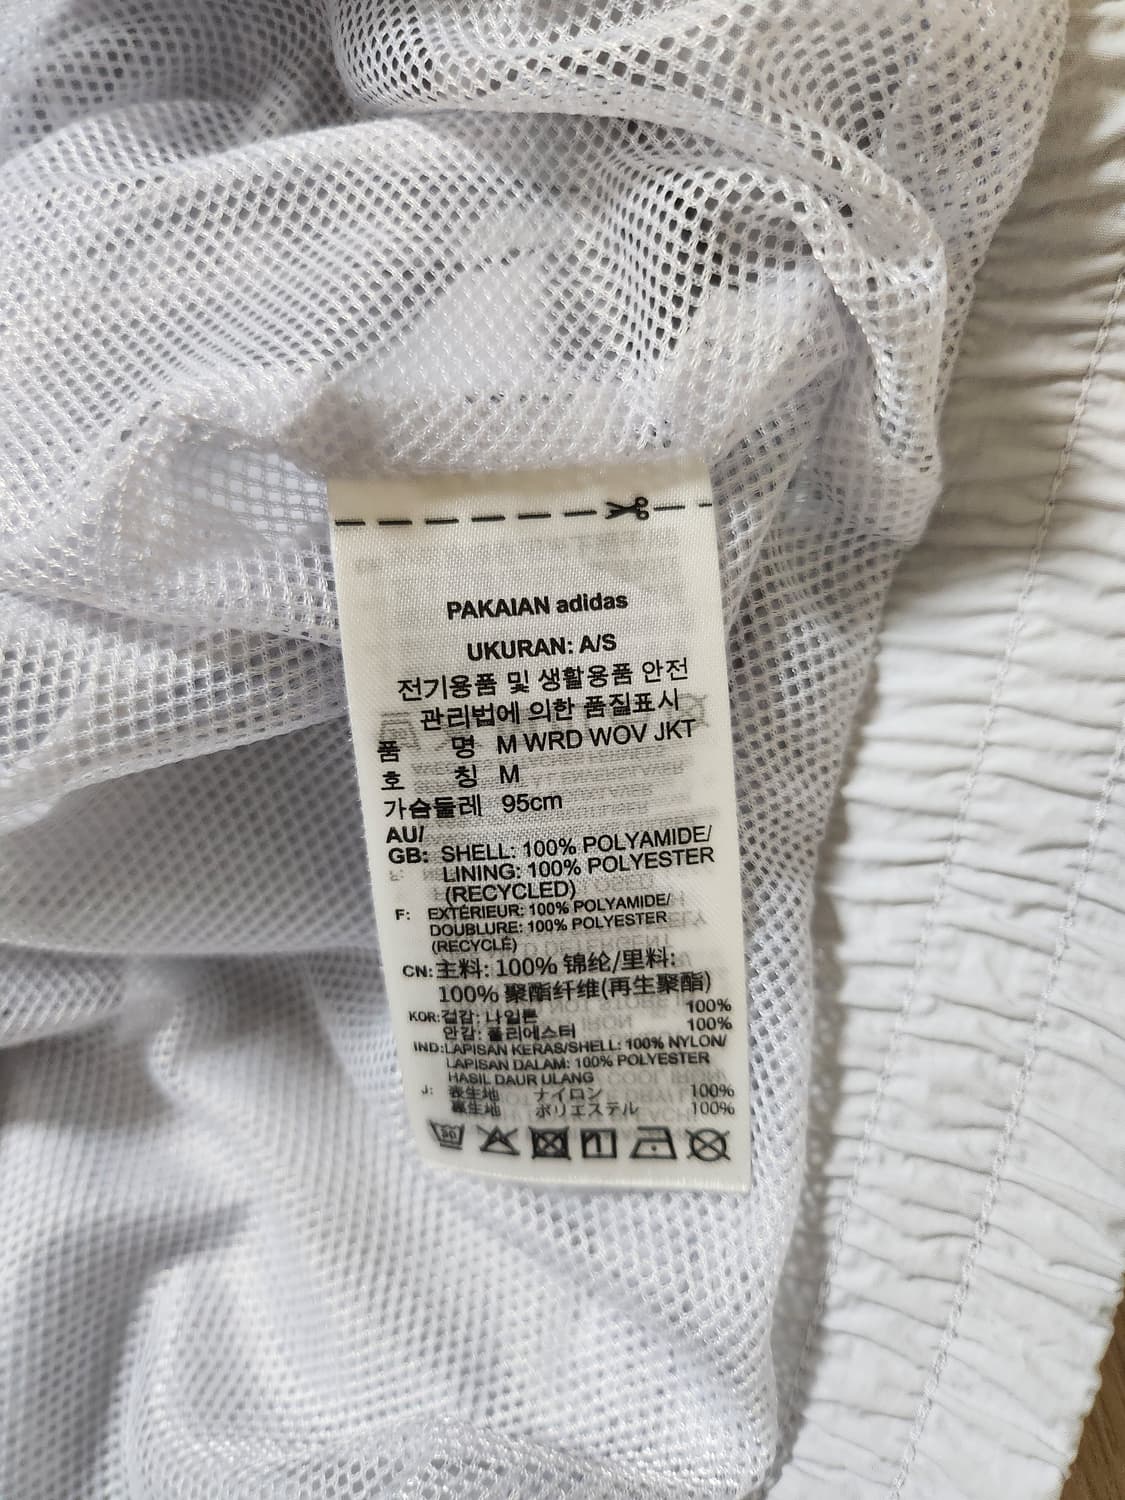 PAKAIAN adidas
UKURAN: A/S
전기용품 및 생활용품 안전
관리법에 의한 품질표시
품 명 M WRD WOV JKT
호 칭 M
가슴둘레 95cm
AU/
GB: SHELL: 100% POLYAMIDE/
LINING: 100% POLYESTER
(RECYCLED)
F: EXTÉRIEUR: 100% POLYAMIDE/
DOUBLURE: 100% POLYESTER
(RECYCLÉ)
CN: 主料: 100% 锦纶/里料:
100% 聚酯纤维(再生聚酯)
KOR: 겉감: 나일론 100%
안감: 폴리에스터 100%
IND: LAPISAN KERAS/SHELL: 100% NYLON/
LAPISAN DALAM: 100% POLYESTER
HASIL DAUR ULANG
J: 表生地 ナイロン 100%
裏生地 ポリエステル 100%
30